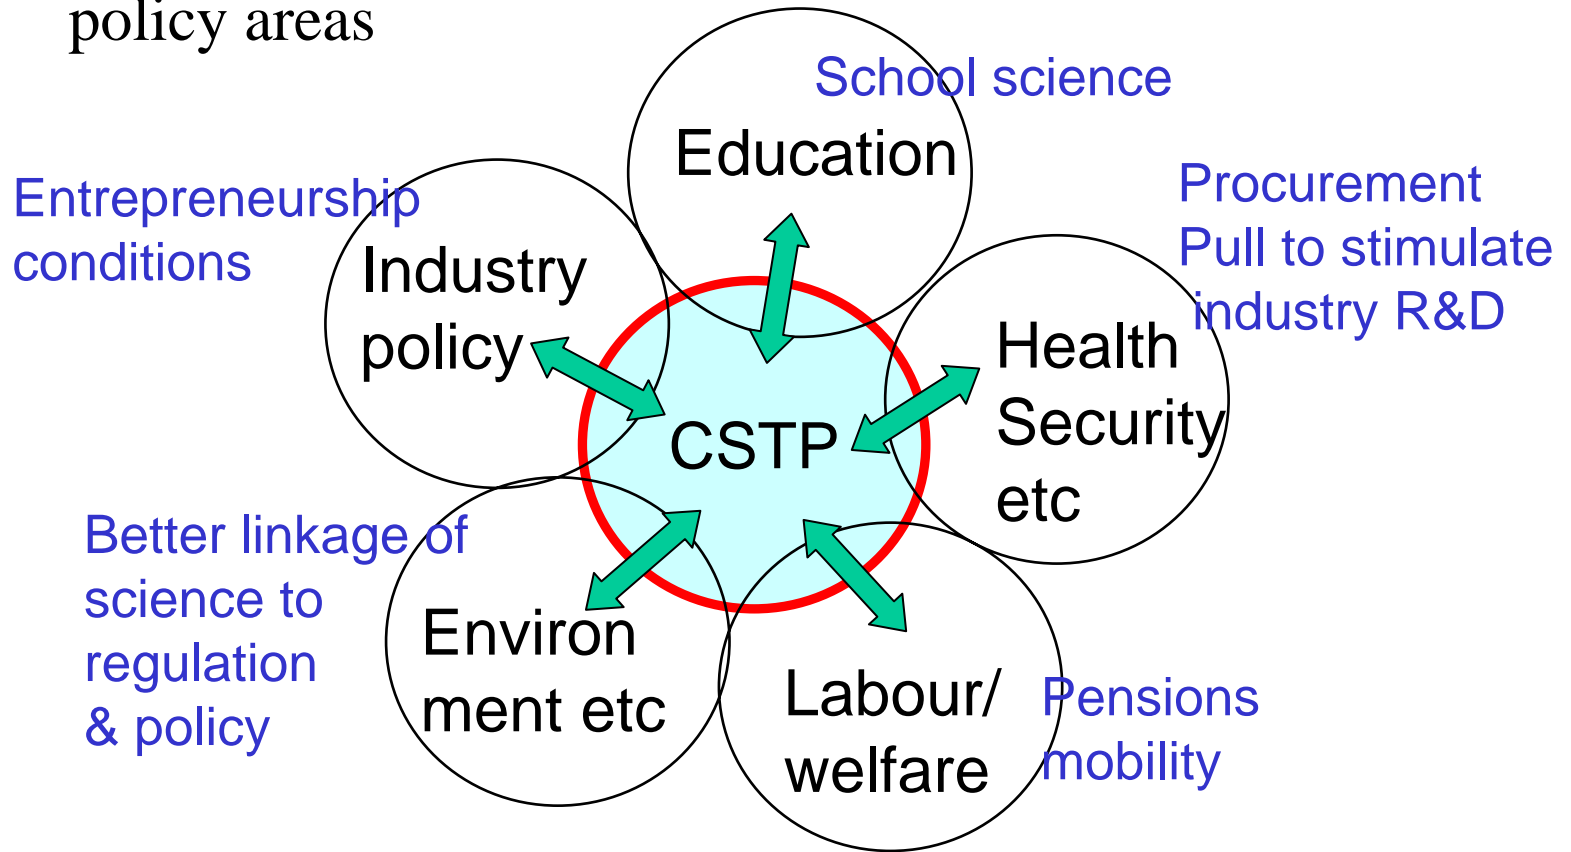 policy areas
School science
Education
Entrepreneurship
conditions
Industry
policy
Procurement
Pull to stimulate
industry R&D
Health
Security
etc
CSTP
Better linkage of
science to
regulation
& policy
Environ
ment etc
Labour/
welfare
Pensions
mobility